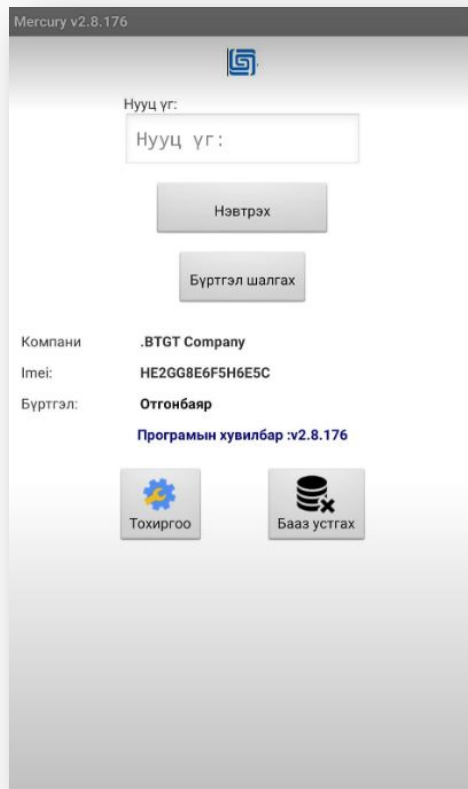 Mercury v2.8.176
Нууц үг:
Нууц үг:
Нэвтрэх
Бүртгэл шалгах
Компани .BTGT Company
Imei: HE2GG8E6F5H6E5C
Бүртгэл: Отгонбаяр
Програмын хувилбар :v2.8.176
Тохиргоо Бааз устгах